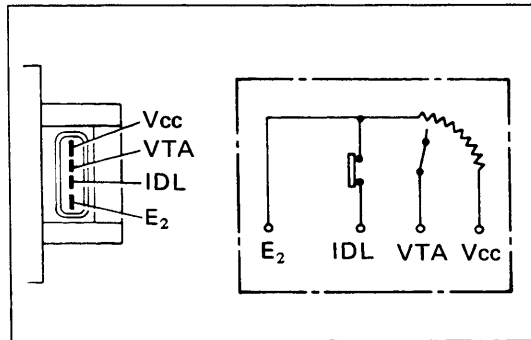 Vcc
VTA
IDL
E₂
E₂ IDL VTA Vcc